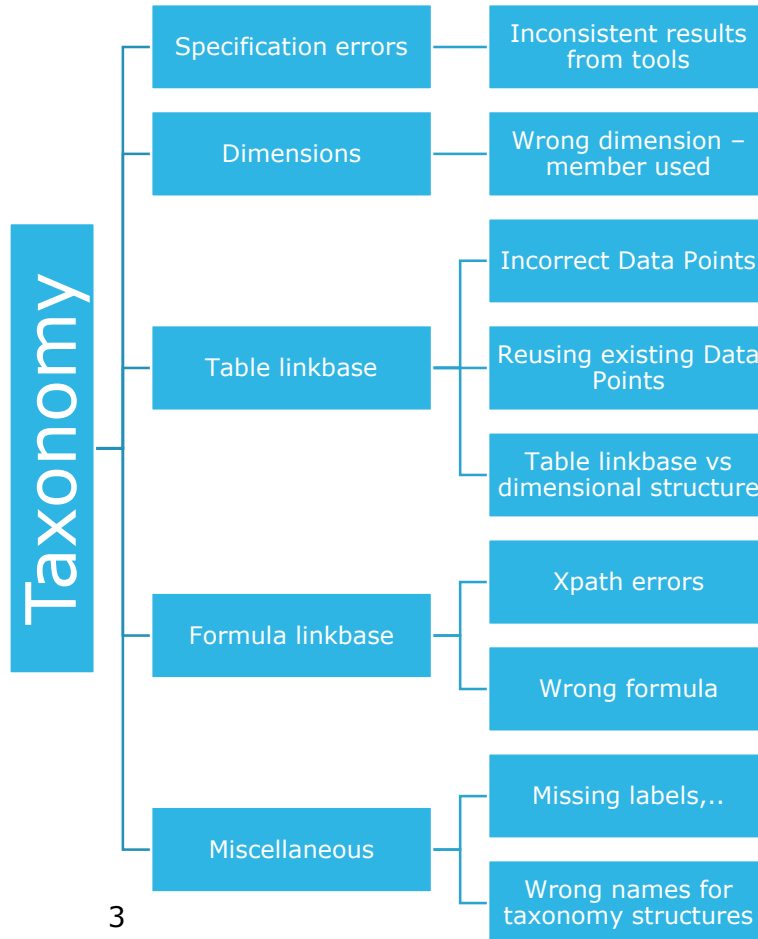 Taxonomy
Specification errors
Inconsistent results
from tools
Dimensions
Wrong dimension –
member used
Table linkbase
Incorrect Data Points
Reusing existing Data
Points
Table linkbase vs
dimensional structure
Formula linkbase
Xpath errors
Wrong formula
Miscellaneous
Missing labels,..
Wrong names for
taxonomy structures
3